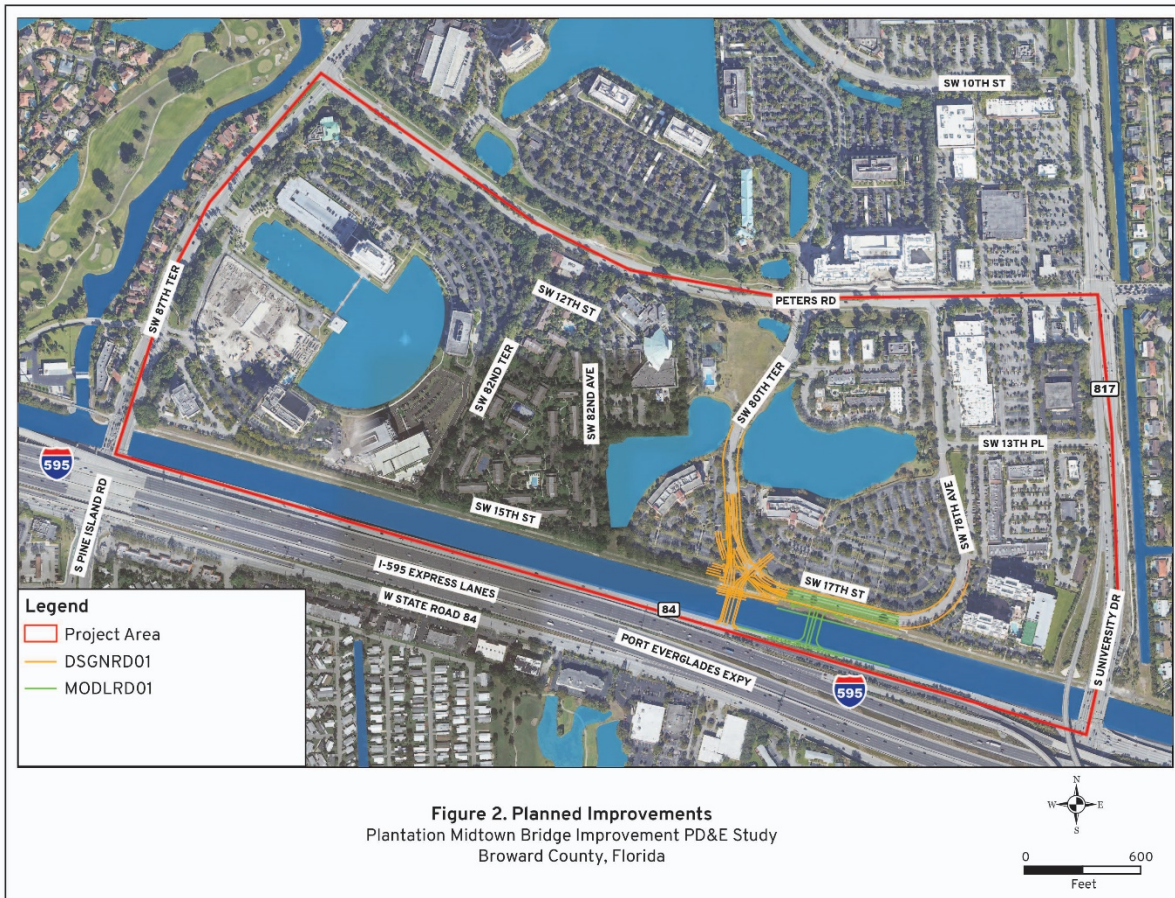 SW 10TH ST
SW 87TH TER
SW 12TH ST
PETERS RD
SW 82ND TER
SW 82ND AVE
SW 80TH TER
817
SW 13TH PL
595
S PINE ISLAND RD
SW 15TH ST
SW 78TH AVE
SW 17TH ST
I-595 EXPRESS LANES
W STATE ROAD 84
84
PORT EVERGLADES EXPY
595
S UNIVERSITY DR
Legend
Project Area
DSGNRD01
MODLRD01
Figure 2. Planned Improvements
Plantation Midtown Bridge Improvement PD&E Study
Broward County, Florida
N
W E
S
0 600
Feet